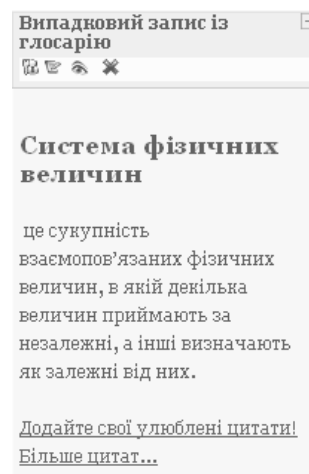 Випадковий запис із
глосарію
Система фізичних
величин
це сукупність
взаємопов’язаних фізичних
величин, в якій декілька
величин приймають за
незалежні, а інші визначають
як залежні від них.
Додайте свої улюблені цитати!
Більше цитат...